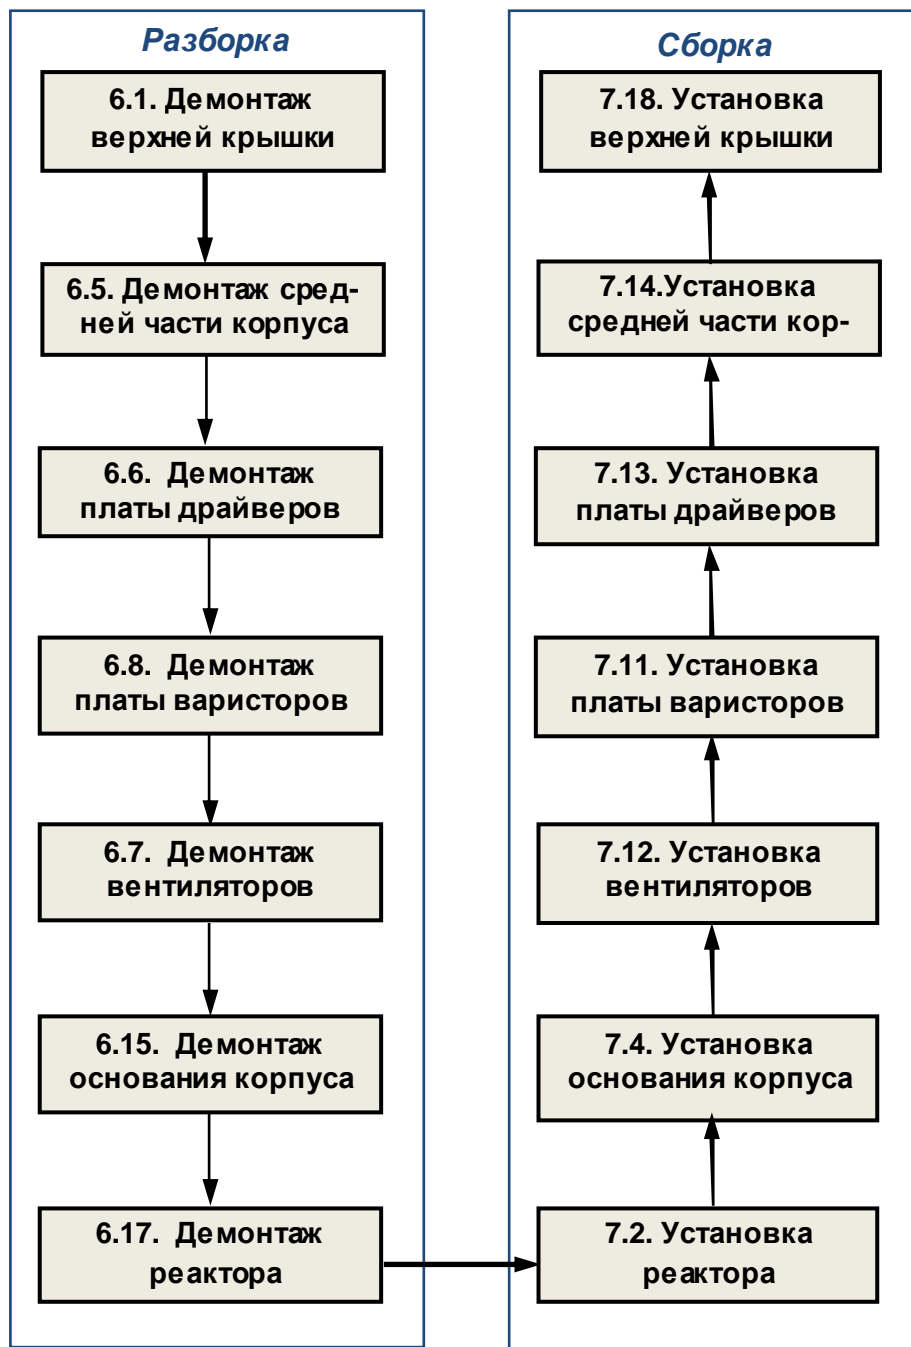 Разборка
6.1. Демонтаж
верхней крышки
6.5. Демонтаж сред-
ней части корпуса
6.6. Демонтаж
платы драйверов
6.8. Демонтаж
платы варисторов
6.7. Демонтаж
вентиляторов
6.15. Демонтаж
основания корпуса
6.17. Демонтаж
реактора
Сборка
7.18. Установка
верхней крышки
7.14.Установка
средней части кор-
7.13. Установка
платы драйверов
7.11. Установка
платы варисторов
7.12. Установка
вентиляторов
7.4. Установка
основания корпуса
7.2. Установка
реактора